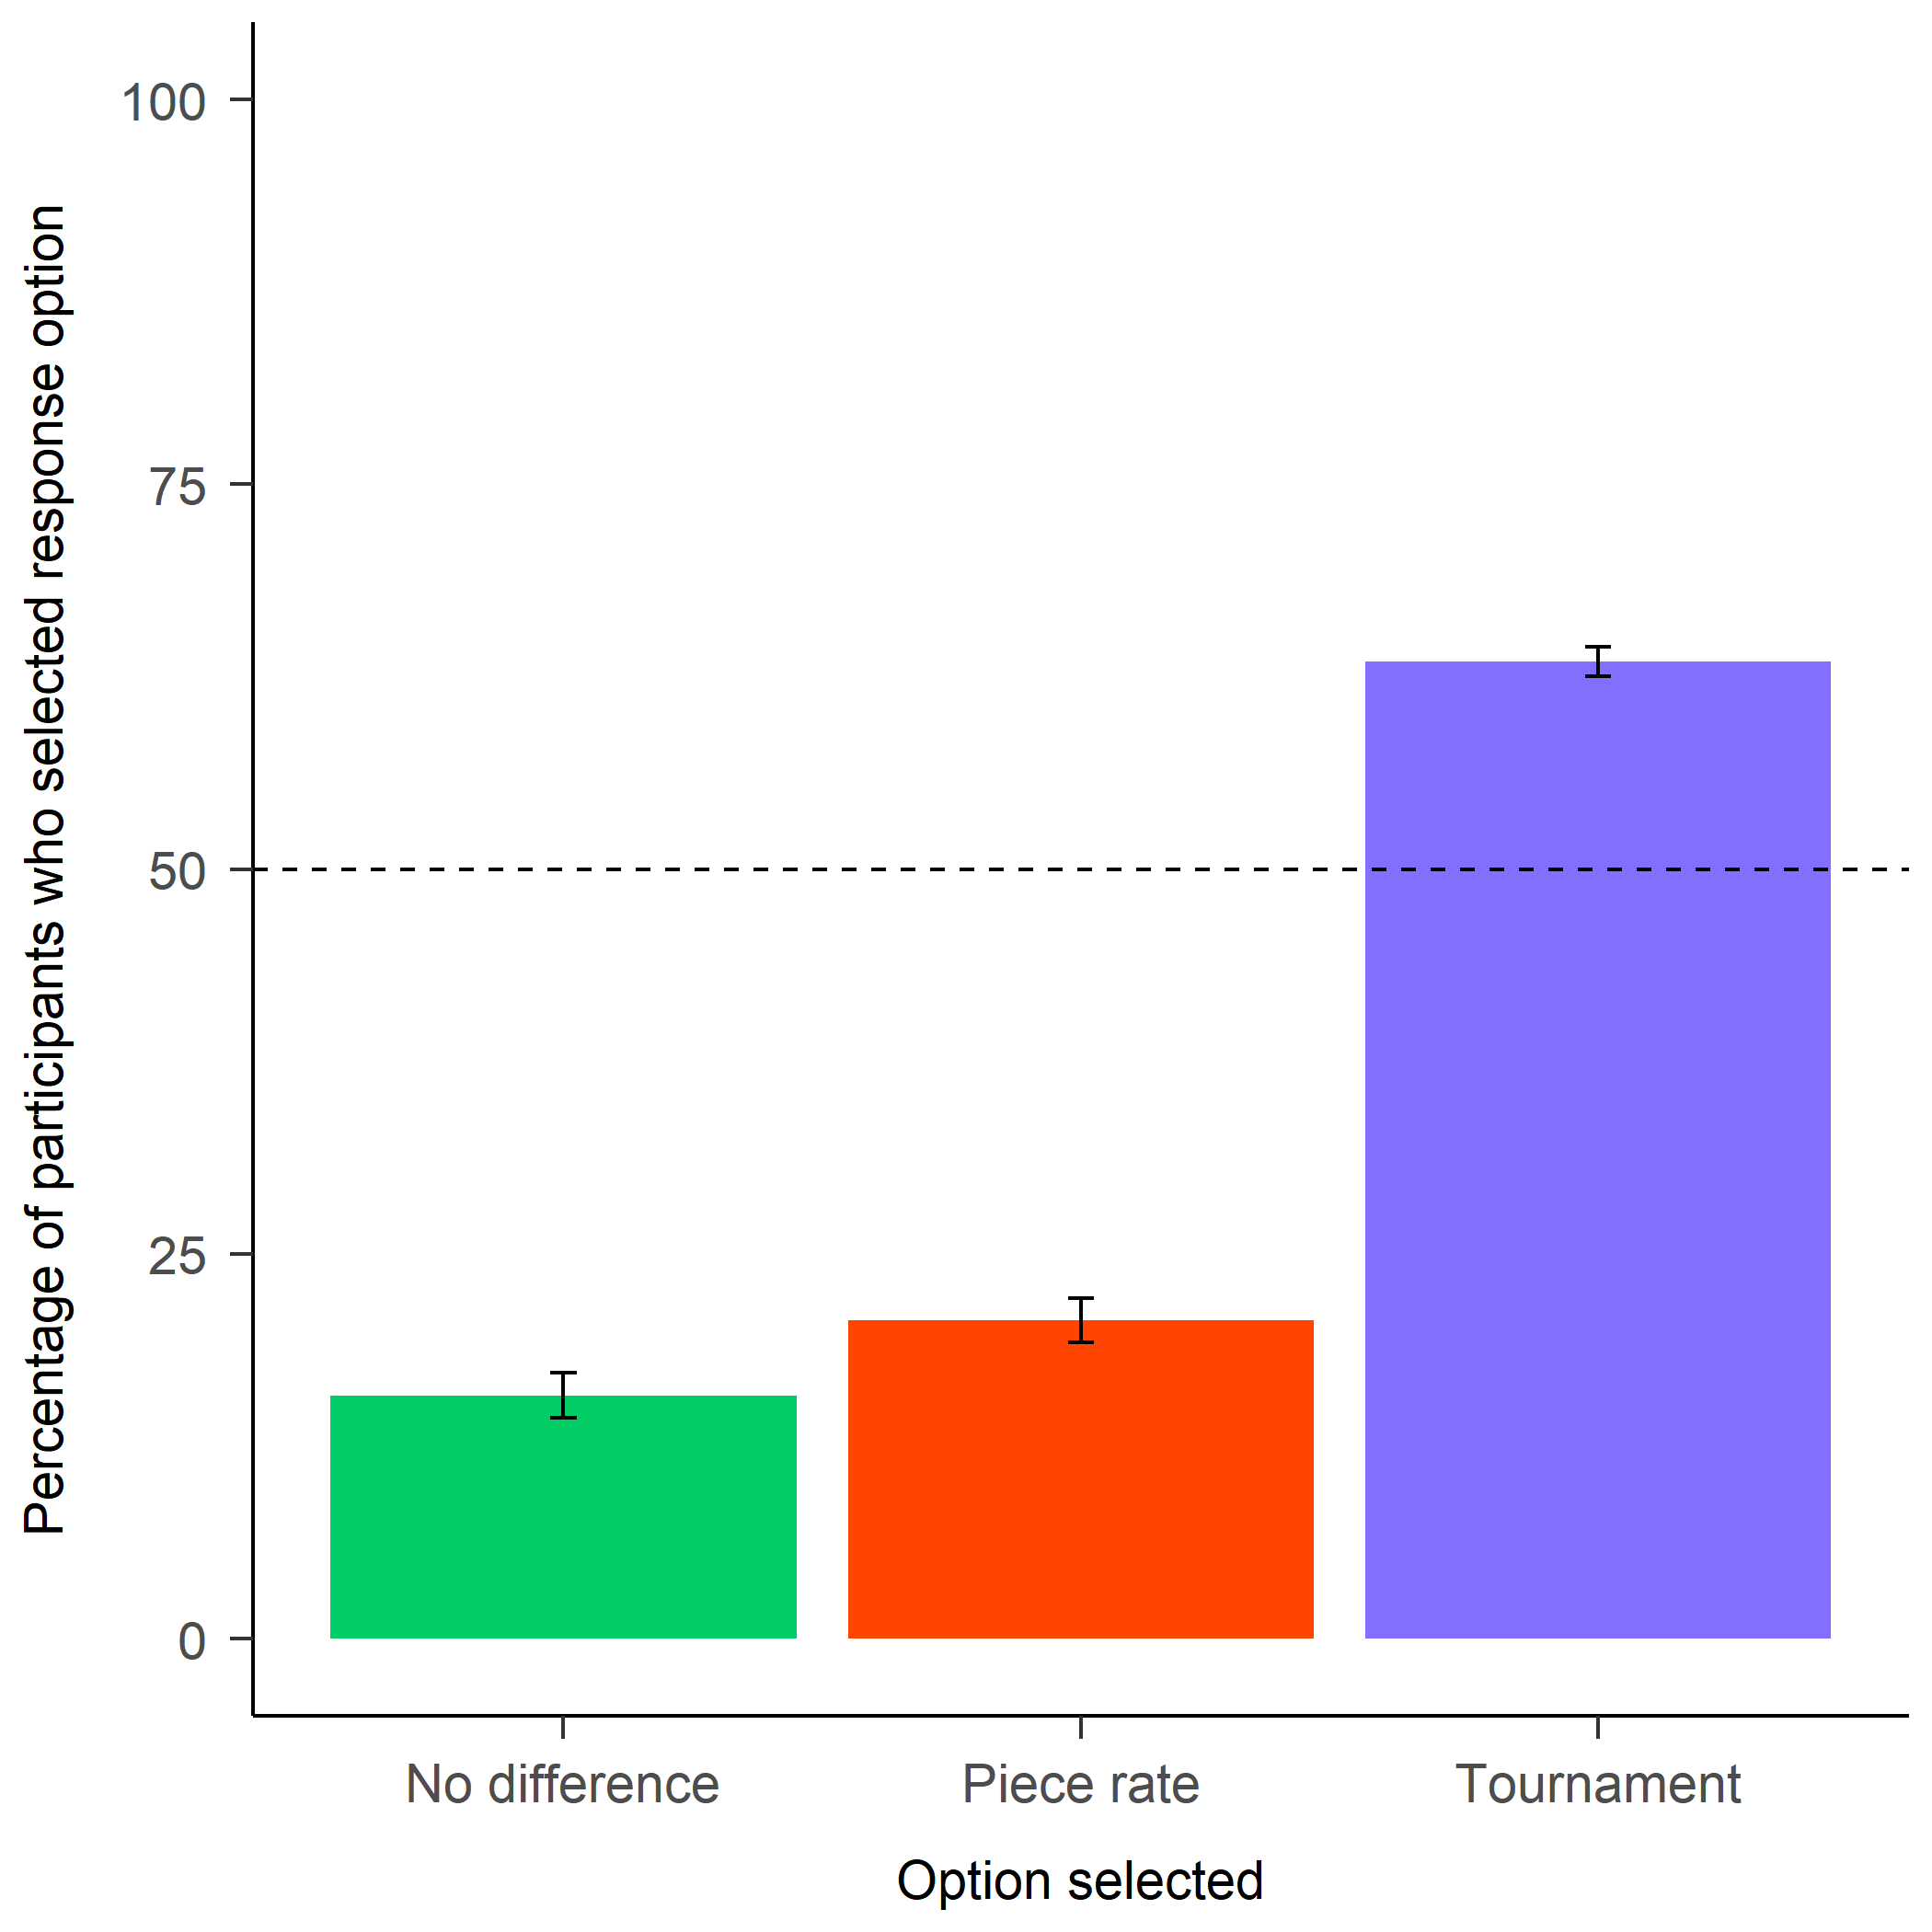 Percentage of participants who selected response option
100
75
50
25
0
No difference
Piece rate
Tournament
Option selected